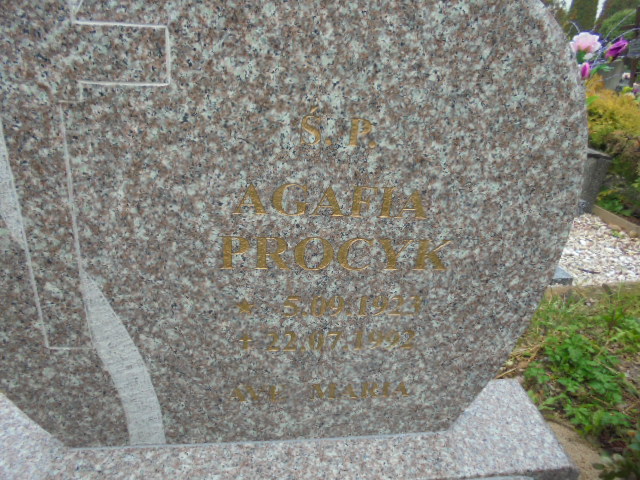 Ś. P.
AGAFIA
PROCYK
★ 5.09.1923
+ 22.07.1992
AVE MARIA